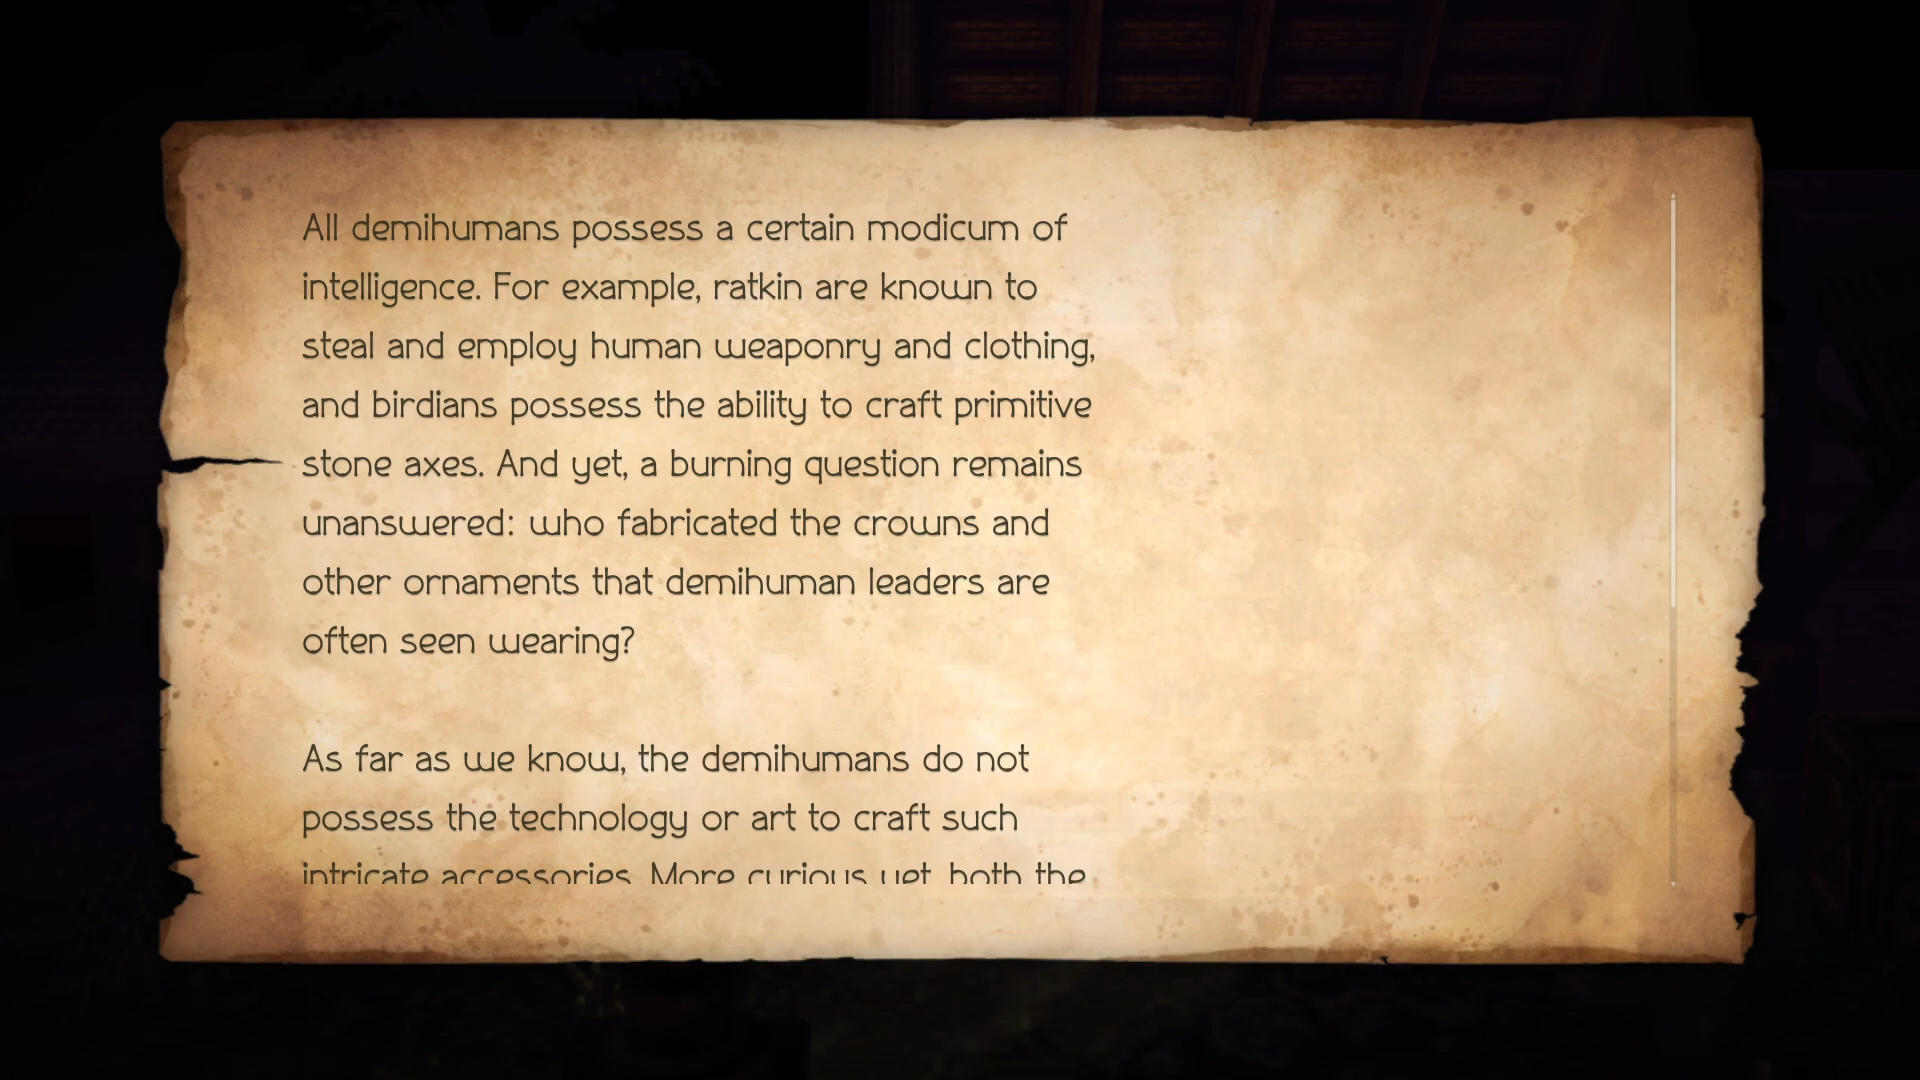 All demihumans possess a certain modicum of
intelligence. For example, ratkin are known to
steal and employ human weaponry and clothing,
and birdians possess the ability to craft primitive
stone axes. And yet, a burning question remains
unanswered: who fabricated the crowns and
other ornaments that demihuman leaders are
often seen wearing?
As far as we know, the demihumans do not
possess the technology or art to craft such
intricate accessories. More curious yet, both the